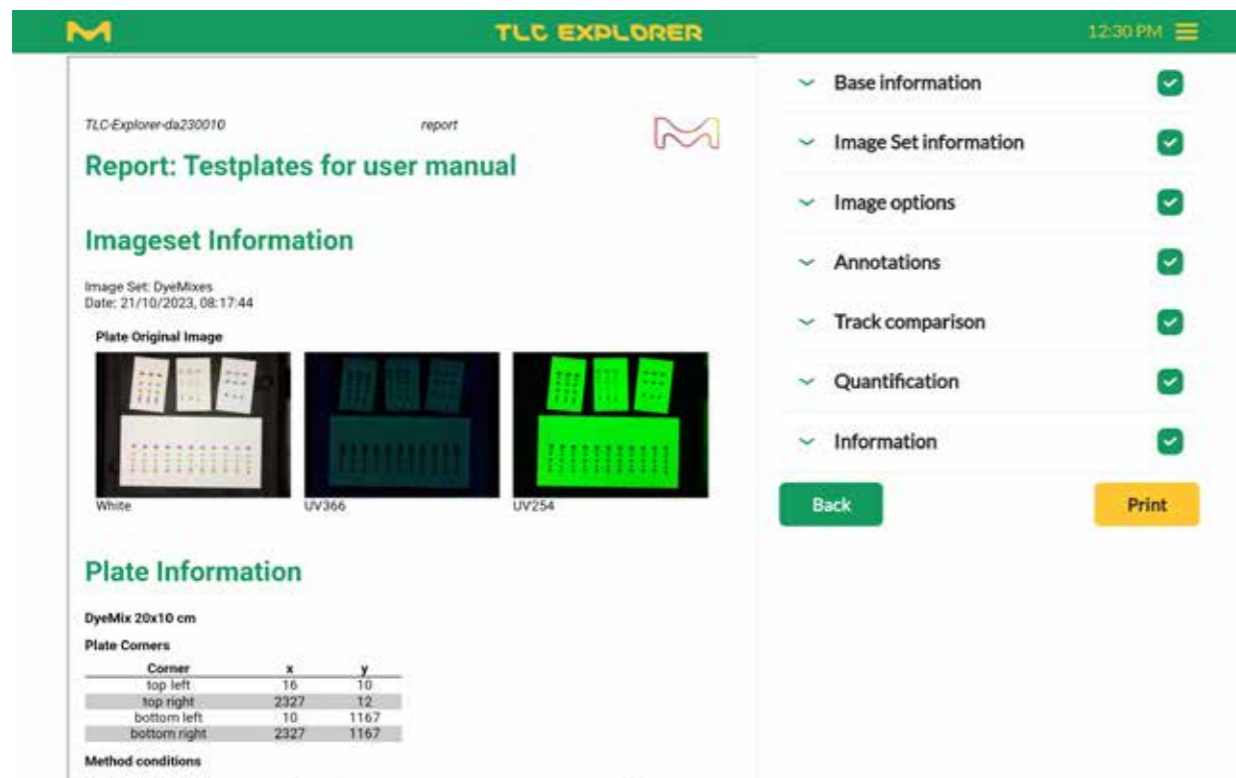 TLC EXPLORER
12:30 PM
TLC-Explorer-da230010 report
Report: Testplates for user manual
Imageset Information
Image Set: DyeMixes
Date: 21/10/2023, 08:17:44
Plate Original Image
White UV366 UV254
Plate Information
DyeMix 20x10 cm
Plate Corners
Corner x y
top left 16 10
top right 2327 12
bottom left 10 1167
bottom right 2327 1167
Method conditions
Base information
Image Set information
Image options
Annotations
Track comparison
Quantification
Information
Back Print